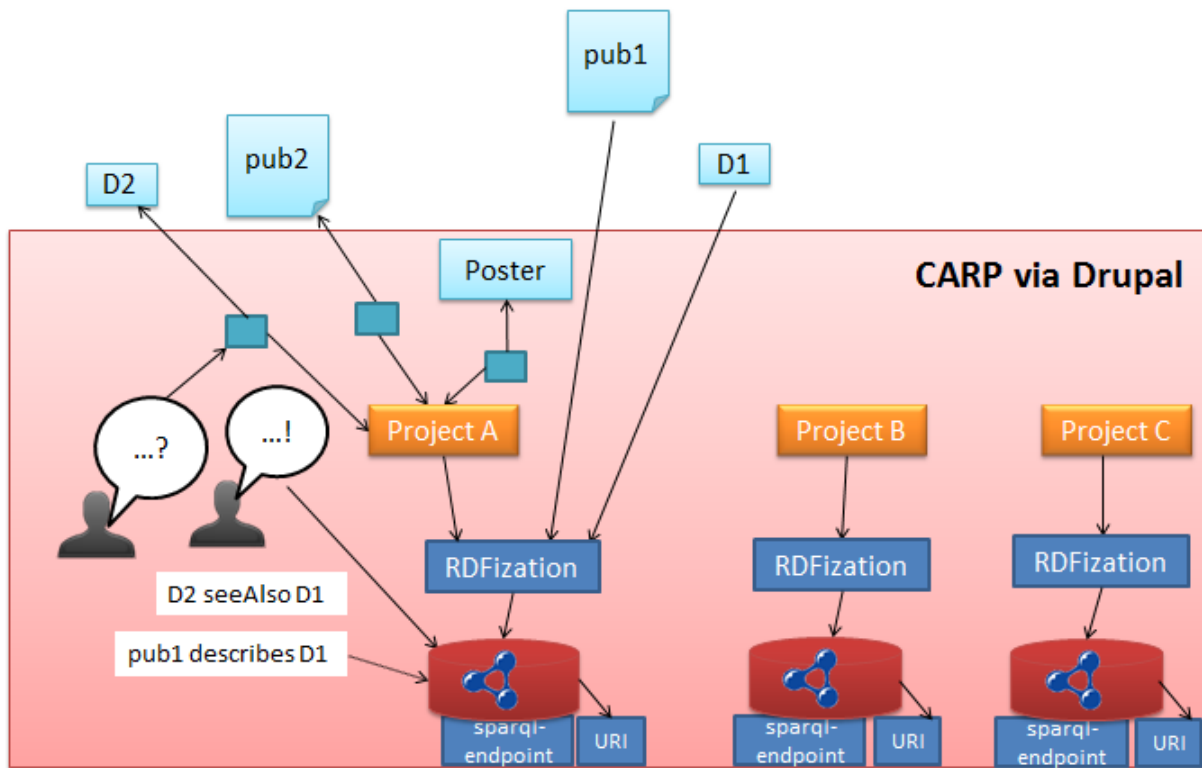 pub1
pub2
D1
D2
Poster
CARP via Drupal
...?
...!
Project A
Project B
Project C
RDFization
RDFization
RDFization
D2 seeAlso D1
pub1 describes D1
sparql-
endpoint
URI
sparql-
endpoint
URI
sparql-
endpoint
URI